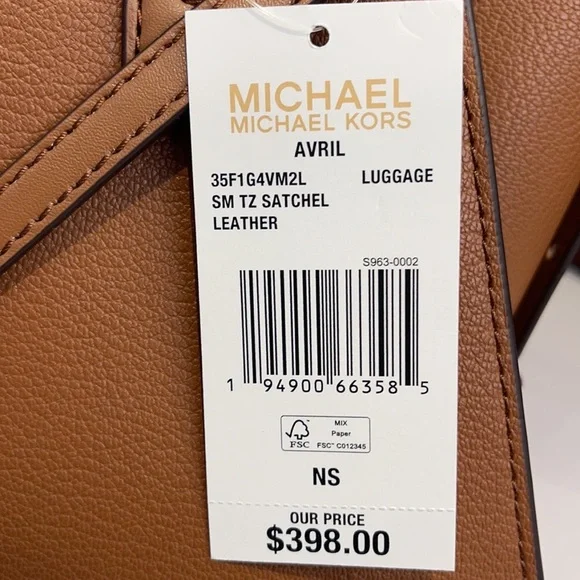 MICHAEL
MICHAEL KORS
AVRIL
35F1G4VM2L LUGGAGE
SM TZ SATCHEL
LEATHER
S963-0002
1 94900 66358 5
FSC
MIX
Paper
FSC™ C012345
NS
OUR PRICE
$398.00